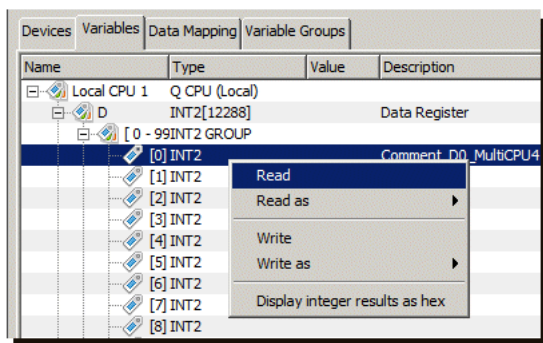 Devices Variables Data Mapping Variable Groups
Name Type Value Description
Local CPU 1 Q CPU (Local)
D INT2[12288] Data Register
[0 - 99 INT2 GROUP
[0] INT2 Comment_D0_MultiCPU4
[1] INT2 Read
[2] INT2 Read as
[3] INT2
[4] INT2 Write
[5] INT2 Write as
[6] INT2
[7] INT2 Display integer results as hex
[8] INT2